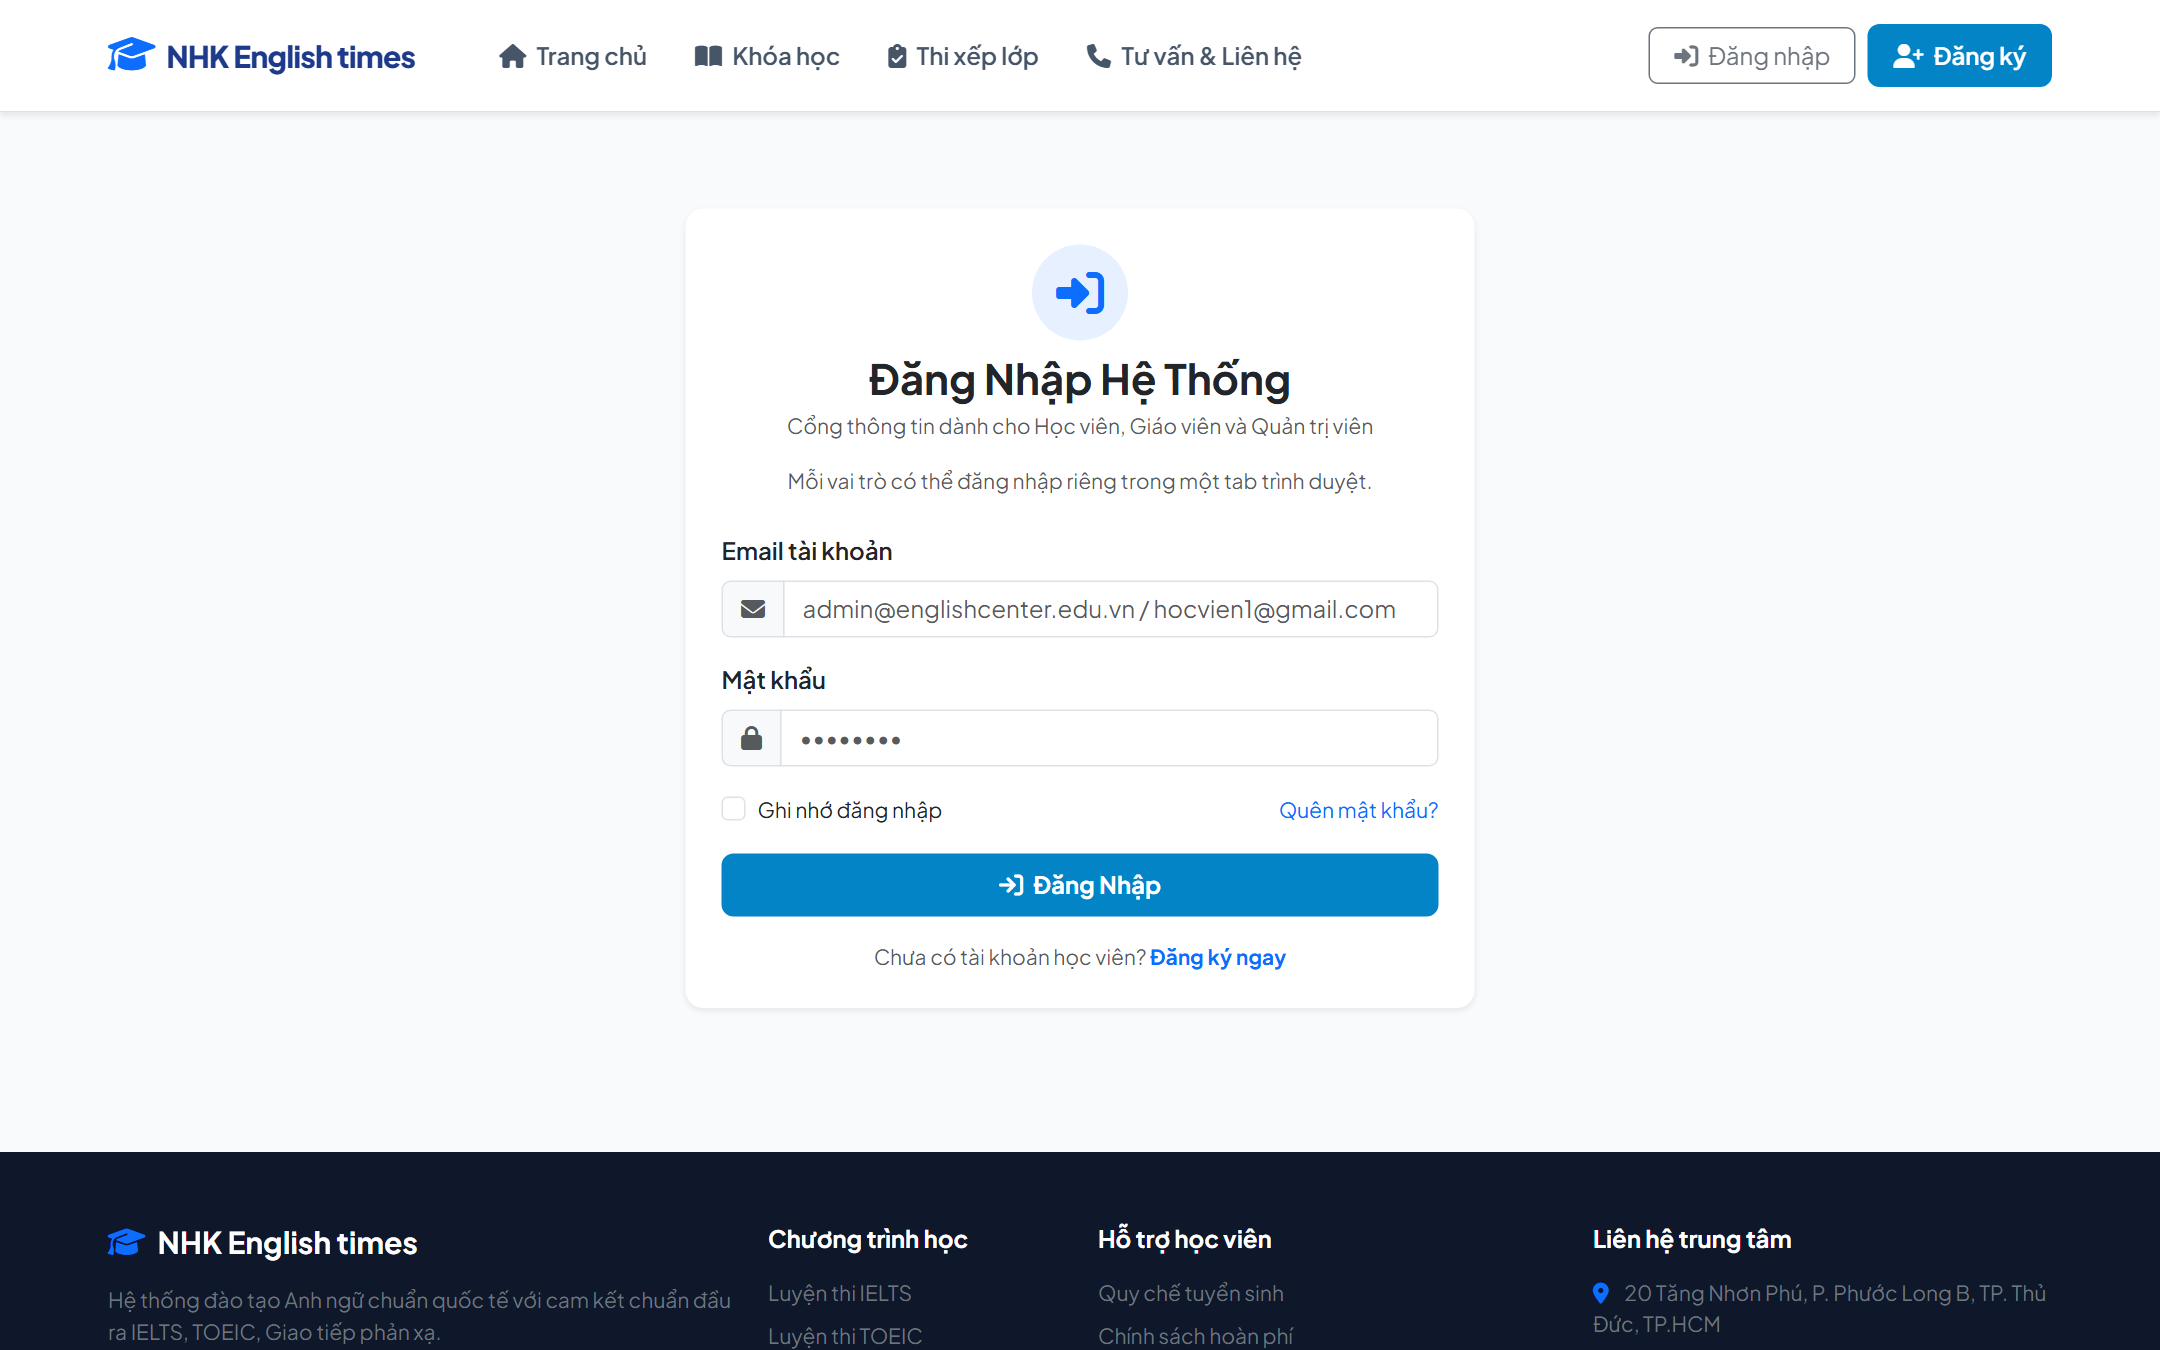 NHK English times
Trang chủ
Khóa học
Thi xếp lớp
Tư vấn & Liên hệ
Đăng nhập
Đăng ký
Đăng Nhập Hệ Thống
Cổng thông tin dành cho Học viên, Giáo viên và Quản trị viên
Mỗi vai trò có thể đăng nhập riêng trong một tab trình duyệt.
Email tài khoản
admin@englishcenter.edu.vn / hocvien1@gmail.com
Mật khẩu
••••••••
Ghi nhớ đăng nhập
Quên mật khẩu?
Đăng Nhập
Chưa có tài khoản học viên? Đăng ký ngay
NHK English times
Hệ thống đào tạo Anh ngữ chuẩn quốc tế với cam kết chuẩn đầu
ra IELTS, TOEIC, Giao tiếp phản xạ.
Chương trình học
Luyện thi IELTS
Luyện thi TOEIC
Hỗ trợ học viên
Quy chế tuyển sinh
Chính sách hoàn phí
Liên hệ trung tâm
20 Tăng Nhơn Phú, P. Phước Long B, TP. Thủ
Đức, TP.HCM